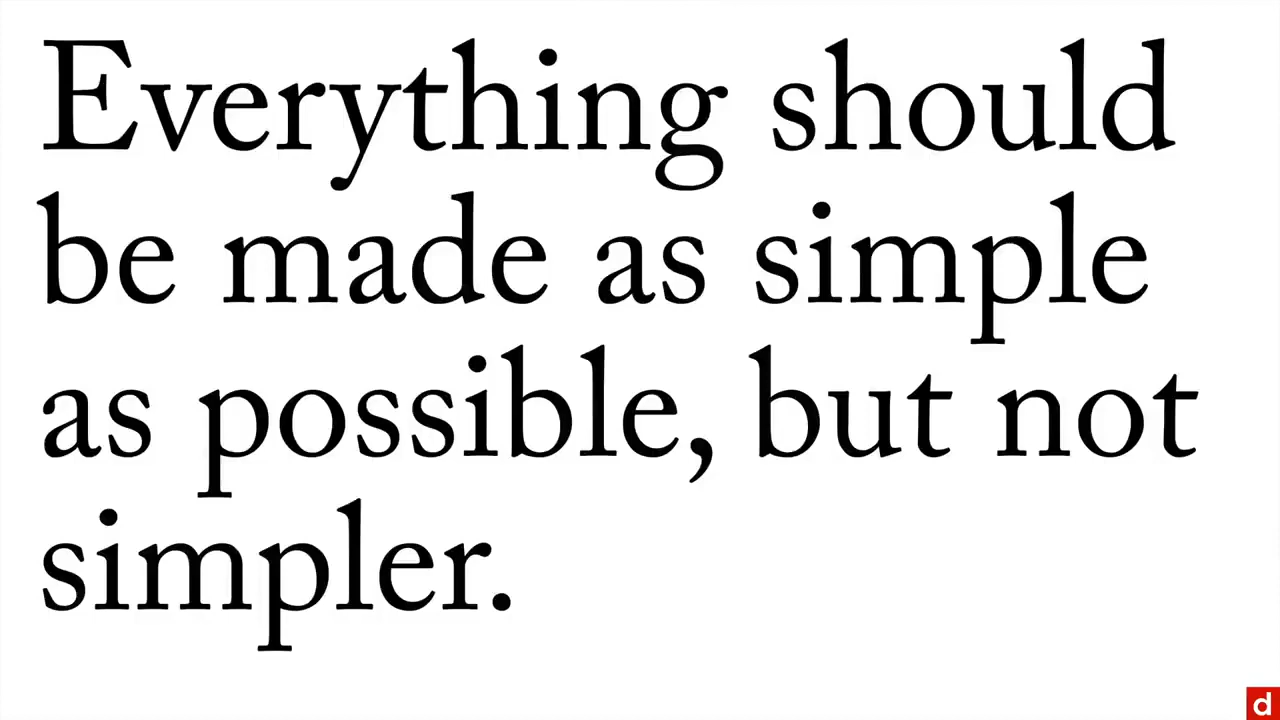 Everything should
be made as simple
as possible, but not
simpler.
d